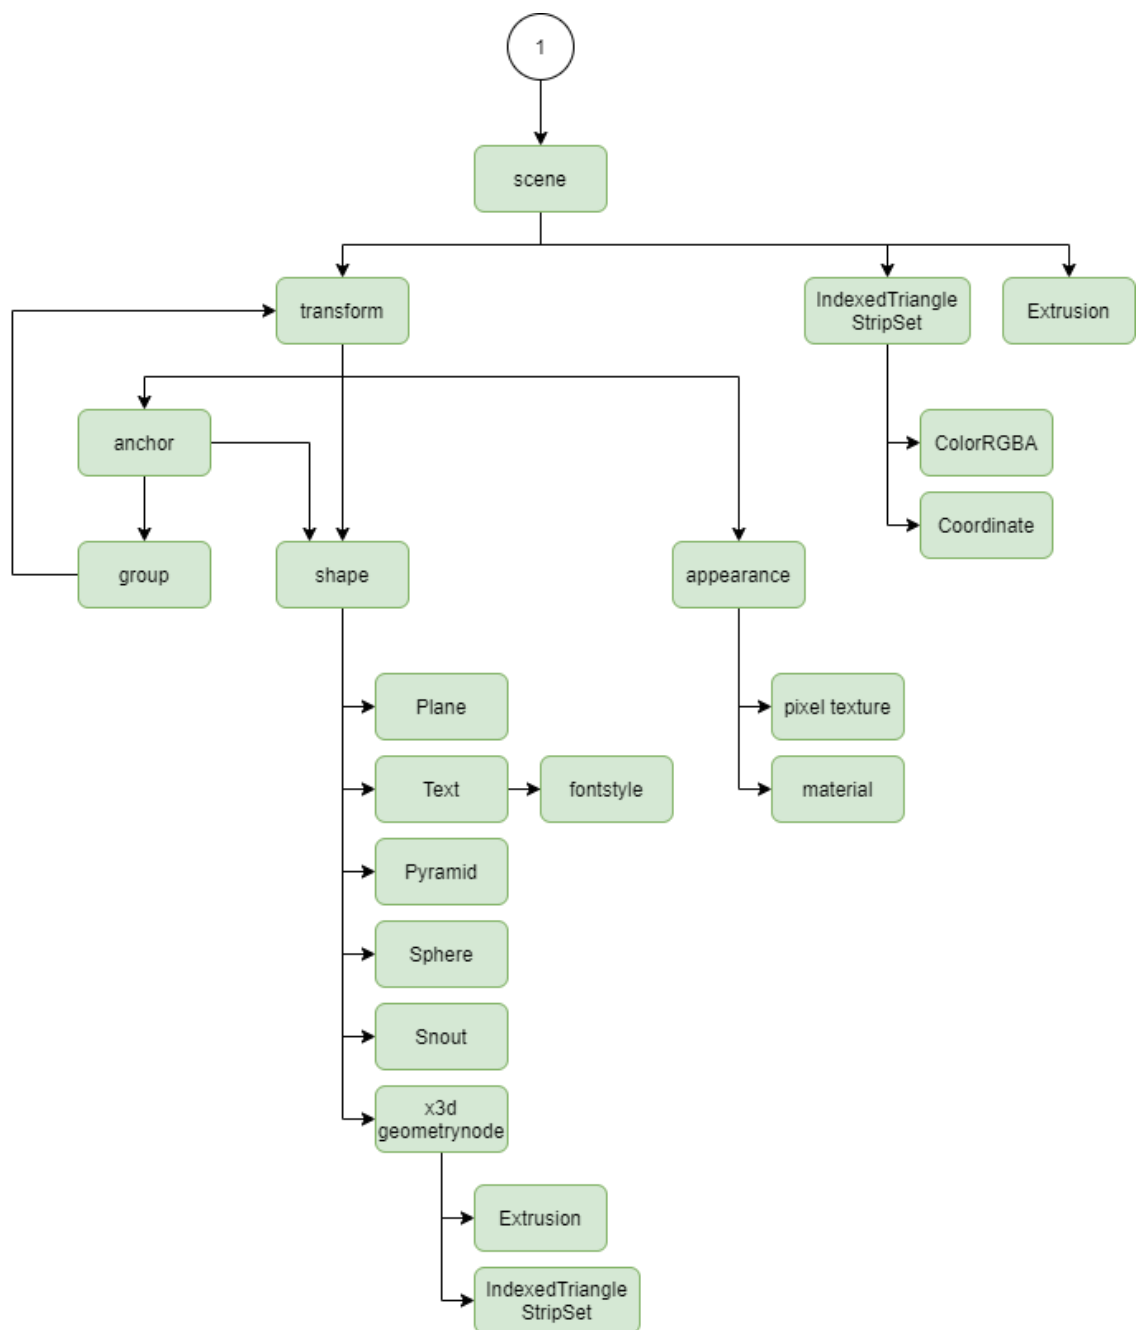 1
scene
transform
IndexedTriangle
StripSet
Extrusion
anchor
ColorRGBA
Coordinate
group
shape
appearance
Plane
pixel texture
Text
fontstyle
material
Pyramid
Sphere
Snout
x3d
geometrynode
Extrusion
IndexedTriangle
StripSet